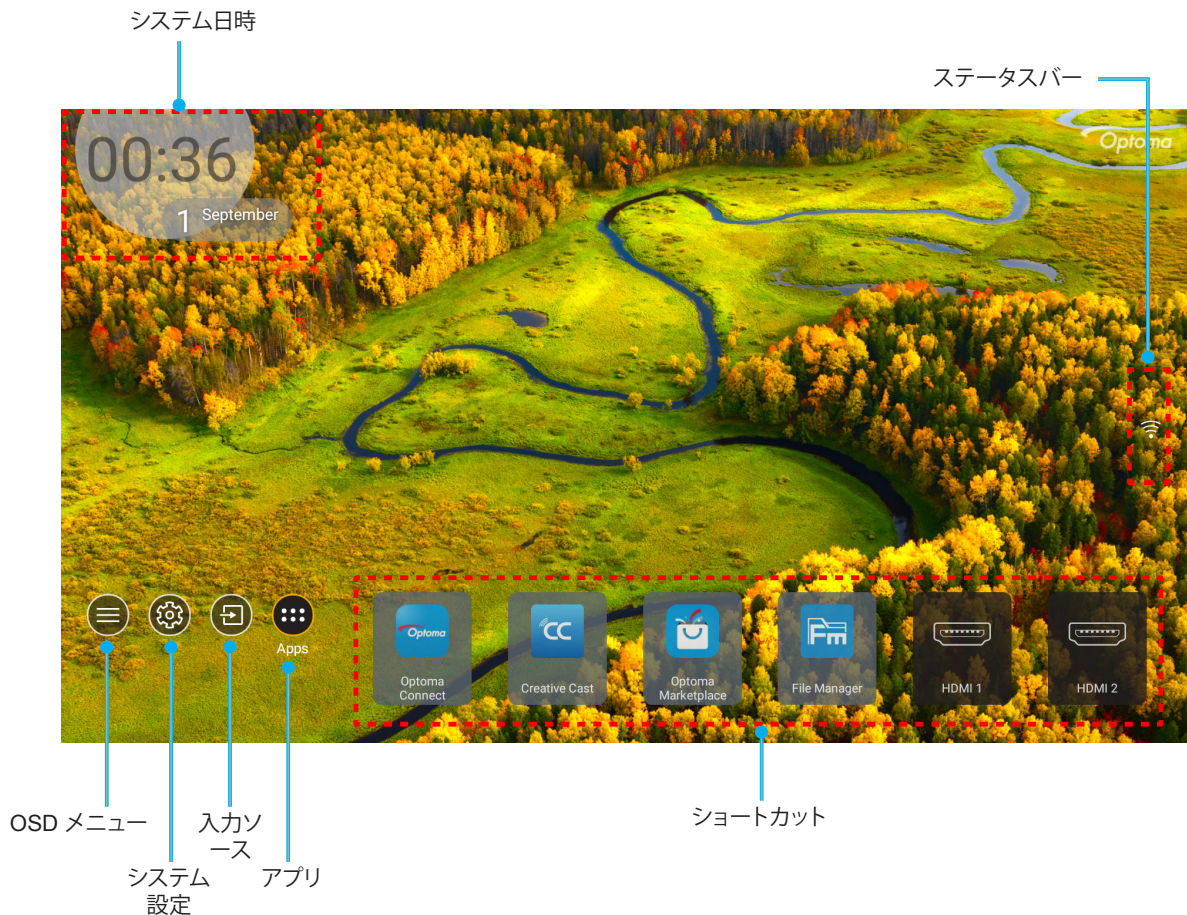 システム日時
ステータスバー
Optoma
00:36
1 September
Apps
Optoma
Optoma
Connect
CC
Creative Cast
Optoma
Marketplace
Fm
File Manager
HDMI 1
HDMI 2
OSD メニュー
システム
設定
入力ソ
ース
アプリ
ショートカット